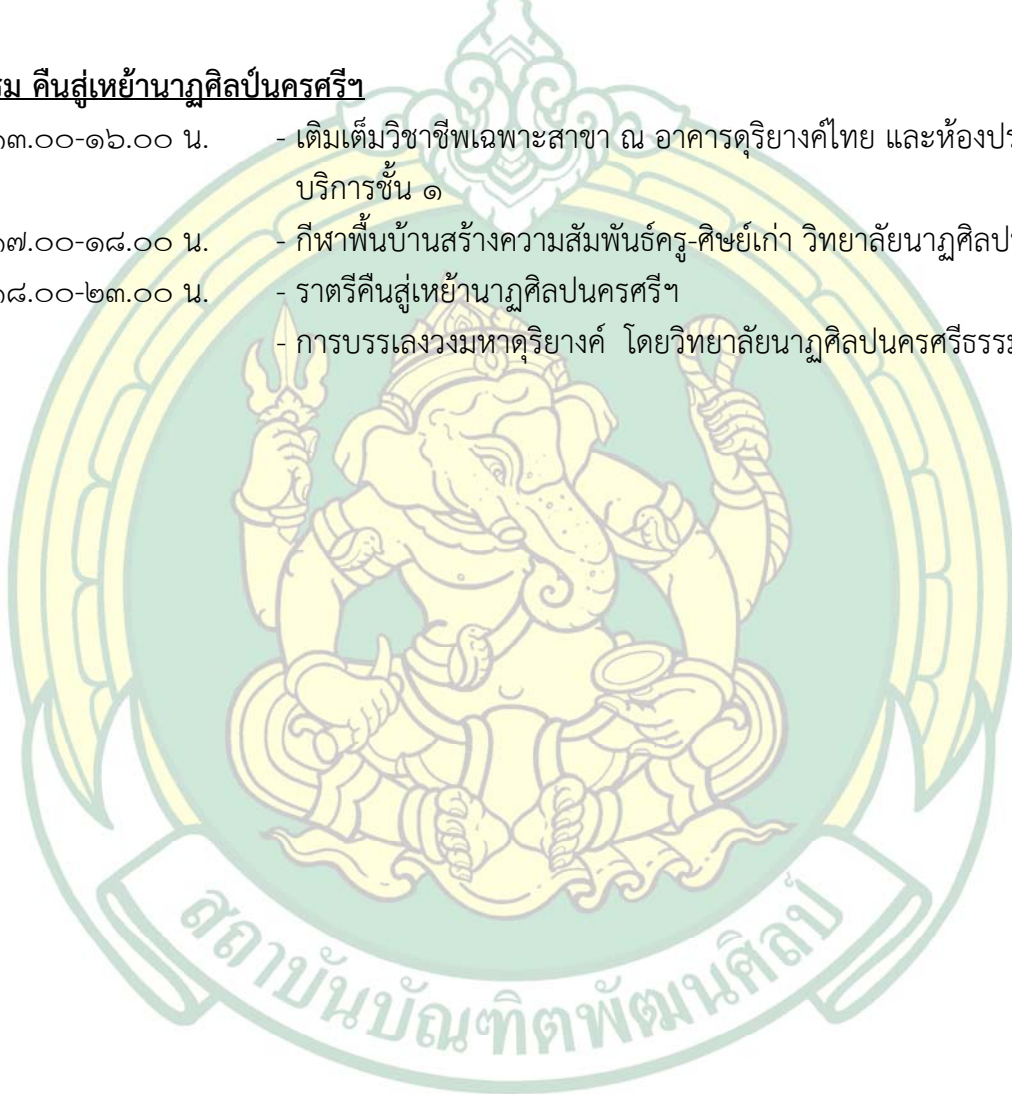 คืนสู่เหย้านาฏศิลป์นครศรีฯ
๓.๐๐-๑๖.๐๐ น. - เติมเต็มวิชาชีพเฉพาะสาขา ณ อาคารดุริยางค์ไทย และห้อง
บริการชั้น ๑
๗.๐๐-๑๘.๐๐ น. - กีฬาพื้นบ้านสร้างความสัมพันธ์ครู-ศิษย์เก่า วิทยาลัยนาฏศิลป
๘.๐๐-๒๓.๐๐ น. - ราตรีคืนสู่เหย้านาฏศิลปนครศรีฯ
- การบรรเลงวงมหาดุริยางค์ โดยวิทยาลัยนาฏศิลปนครศรีธรรม
สถาบันบัณฑิตพัฒนศิลป์